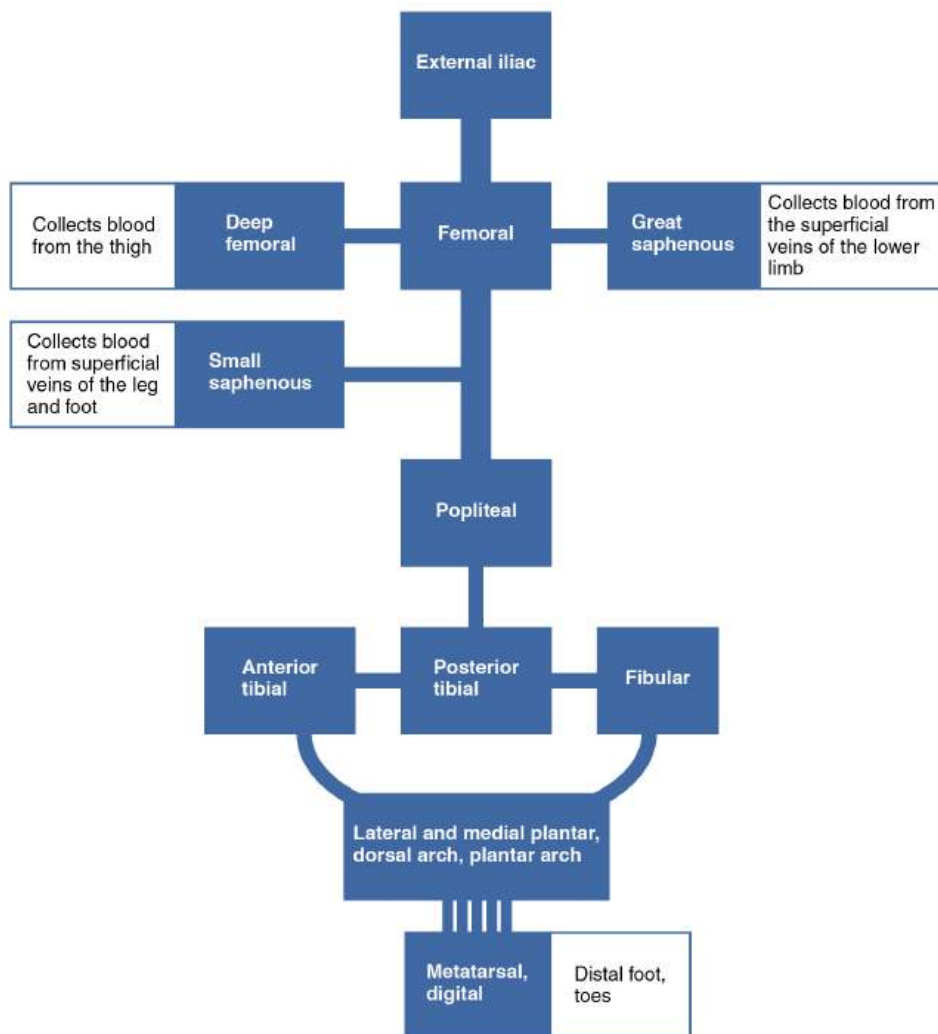 External iliac
Collects blood
from the thigh
Deep
femoral
Femoral
Great
saphenous
Collects blood from
the superficial
veins of the lower
limb
Collects blood
from superficial
veins of the leg
and foot
Small
saphenous
Popliteal
Anterior
tibial
Posterior
tibial
Fibular
Lateral and medial plantar,
dorsal arch, plantar arch
Metatarsal,
digital
Distal foot,
toes